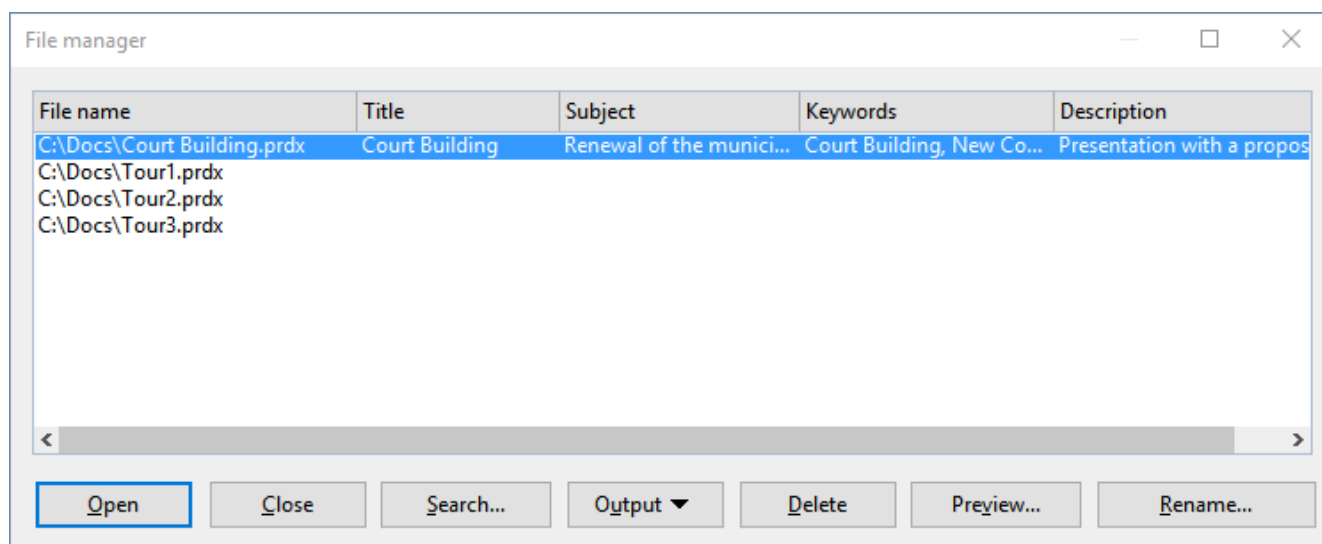 File manager
File name Title Subject Keywords Description
C:\Docs\Court Building.prdx Court Building Renewal of the munici... Court Building, New Co... Presentation with a propos
C:\Docs\Tour1.prdx
C:\Docs\Tour2.prdx
C:\Docs\Tour3.prdx
Open Close Search... Output Delete Preview... Rename...